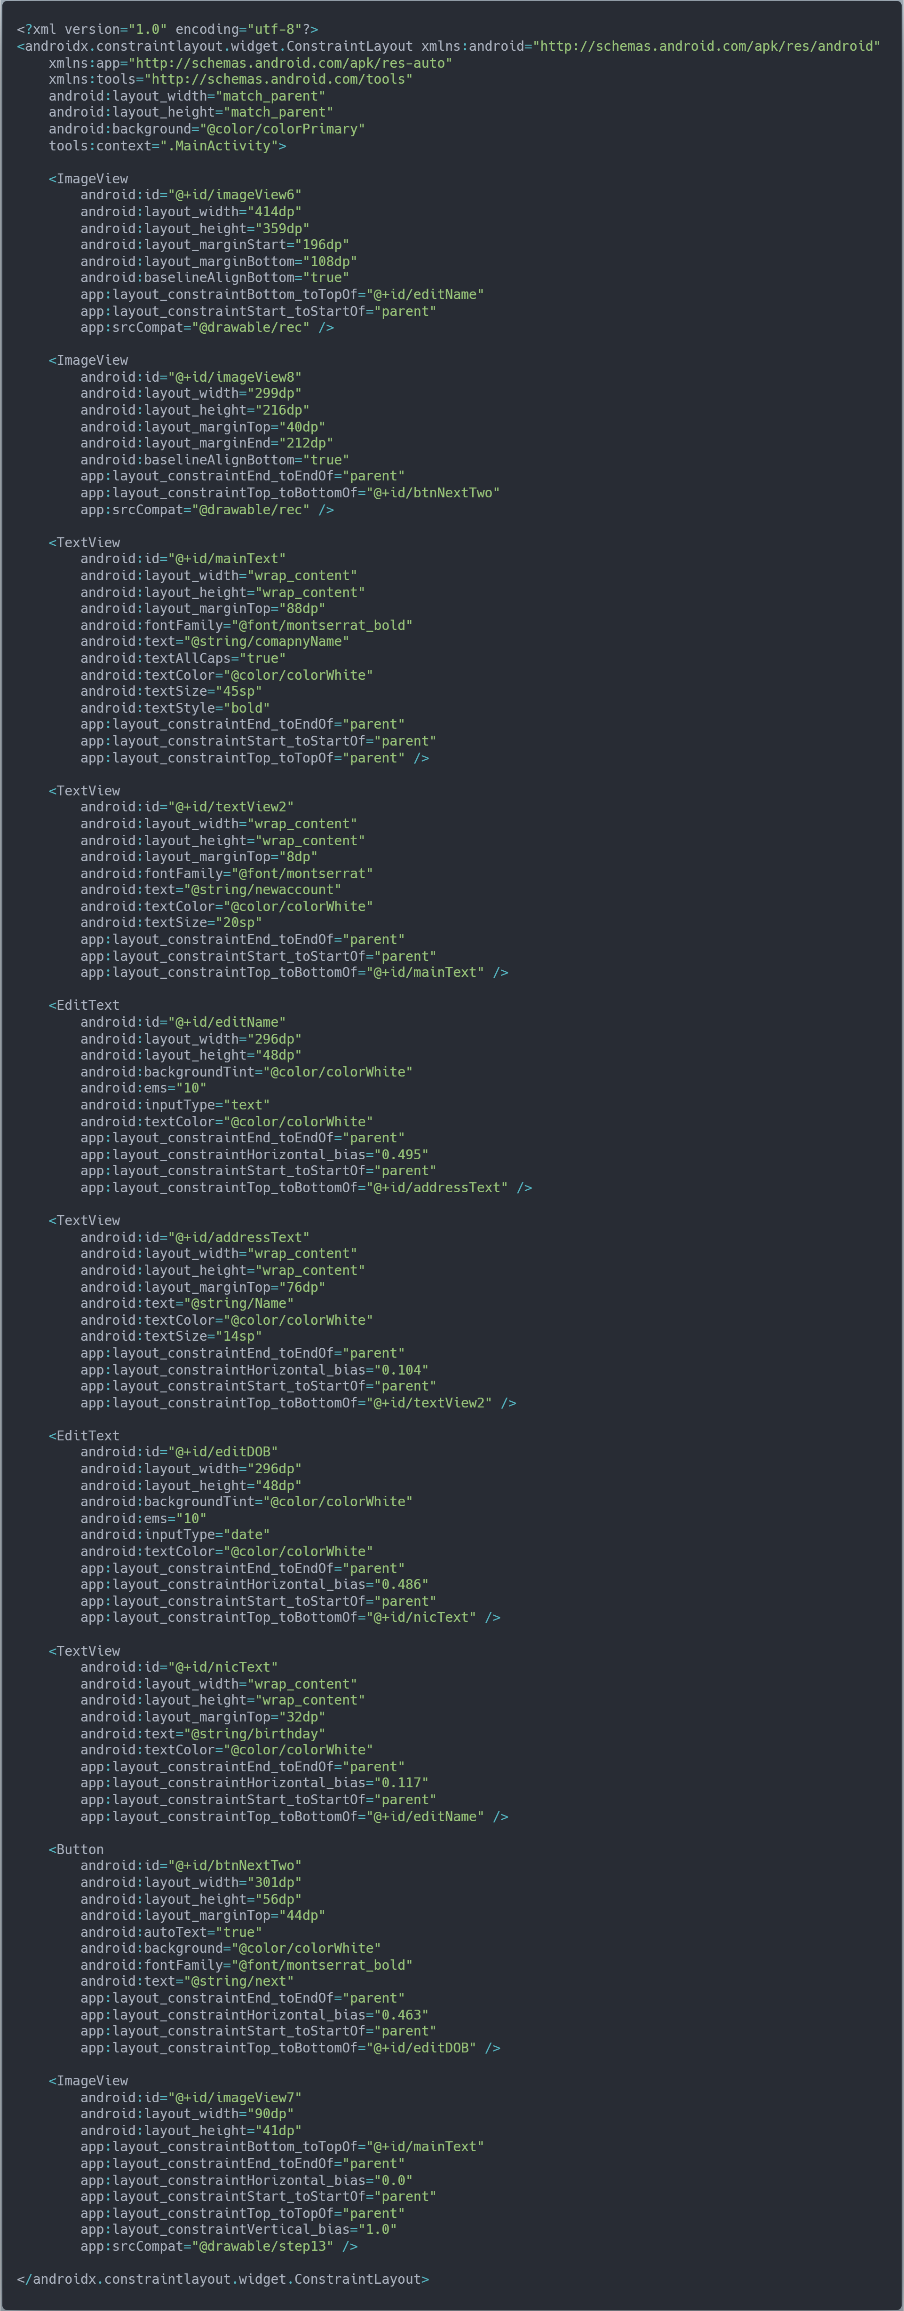 <?xml version="1.0" encoding="utf-8"?>
<androidx.constraintlayout.widget.ConstraintLayout xmlns:android="http://schemas.android.com/apk/res/android"
    xmlns:app="http://schemas.android.com/apk/res-auto"
    xmlns:tools="http://schemas.android.com/tools"
    android:layout_width="match_parent"
    android:layout_height="match_parent"
    android:background="@color/colorPrimary"
    tools:context=".MainActivity">

    <ImageView
        android:id="@+id/imageView6"
        android:layout_width="414dp"
        android:layout_height="359dp"
        android:layout_marginStart="196dp"
        android:layout_marginBottom="108dp"
        android:baselineAlignBottom="true"
        app:layout_constraintBottom_toTopOf="@+id/editName"
        app:layout_constraintStart_toStartOf="parent"
        app:srcCompat="@drawable/rec" />

    <ImageView
        android:id="@+id/imageView8"
        android:layout_width="299dp"
        android:layout_height="216dp"
        android:layout_marginTop="40dp"
        android:layout_marginEnd="212dp"
        android:baselineAlignBottom="true"
        app:layout_constraintEnd_toEndOf="parent"
        app:layout_constraintTop_toBottomOf="@+id/btnNextTwo"
        app:srcCompat="@drawable/rec" />

    <TextView
        android:id="@+id/mainText"
        android:layout_width="wrap_content"
        android:layout_height="wrap_content"
        android:layout_marginTop="88dp"
        android:fontFamily="@font/montserrat_bold"
        android:text="@string/comapnyName"
        android:textAllCaps="true"
        android:textColor="@color/colorWhite"
        android:textSize="45sp"
        android:textStyle="bold"
        app:layout_constraintEnd_toEndOf="parent"
        app:layout_constraintStart_toStartOf="parent"
        app:layout_constraintTop_toTopOf="parent" />

    <TextView
        android:id="@+id/textView2"
        android:layout_width="wrap_content"
        android:layout_height="wrap_content"
        android:layout_marginTop="8dp"
        android:fontFamily="@font/montserrat"
        android:text="@string/newaccount"
        android:textColor="@color/colorWhite"
        android:textSize="20sp"
        app:layout_constraintEnd_toEndOf="parent"
        app:layout_constraintStart_toStartOf="parent"
        app:layout_constraintTop_toBottomOf="@+id/mainText" />

    <EditText
        android:id="@+id/editName"
        android:layout_width="296dp"
        android:layout_height="48dp"
        android:backgroundTint="@color/colorWhite"
        android:ems="10"
        android:inputType="text"
        android:textColor="@color/colorWhite"
        app:layout_constraintEnd_toEndOf="parent"
        app:layout_constraintHorizontal_bias="0.495"
        app:layout_constraintStart_toStartOf="parent"
        app:layout_constraintTop_toBottomOf="@+id/addressText" />

    <TextView
        android:id="@+id/addressText"
        android:layout_width="wrap_content"
        android:layout_height="wrap_content"
        android:layout_marginTop="76dp"
        android:text="@string/Name"
        android:textColor="@color/colorWhite"
        android:textSize="14sp"
        app:layout_constraintEnd_toEndOf="parent"
        app:layout_constraintHorizontal_bias="0.104"
        app:layout_constraintStart_toStartOf="parent"
        app:layout_constraintTop_toBottomOf="@+id/textView2" />

    <EditText
        android:id="@+id/editDOB"
        android:layout_width="296dp"
        android:layout_height="48dp"
        android:backgroundTint="@color/colorWhite"
        android:ems="10"
        android:inputType="date"
        android:textColor="@color/colorWhite"
        app:layout_constraintEnd_toEndOf="parent"
        app:layout_constraintHorizontal_bias="0.486"
        app:layout_constraintStart_toStartOf="parent"
        app:layout_constraintTop_toBottomOf="@+id/nicText" />

    <TextView
        android:id="@+id/nicText"
        android:layout_width="wrap_content"
        android:layout_height="wrap_content"
        android:layout_marginTop="32dp"
        android:text="@string/birthday"
        android:textColor="@color/colorWhite"
        app:layout_constraintEnd_toEndOf="parent"
        app:layout_constraintHorizontal_bias="0.117"
        app:layout_constraintStart_toStartOf="parent"
        app:layout_constraintTop_toBottomOf="@+id/editName" />

    <Button
        android:id="@+id/btnNextTwo"
        android:layout_width="301dp"
        android:layout_height="56dp"
        android:layout_marginTop="44dp"
        android:autoText="true"
        android:background="@color/colorWhite"
        android:fontFamily="@font/montserrat_bold"
        android:text="@string/next"
        app:layout_constraintEnd_toEndOf="parent"
        app:layout_constraintHorizontal_bias="0.463"
        app:layout_constraintStart_toStartOf="parent"
        app:layout_constraintTop_toBottomOf="@+id/editDOB" />

    <ImageView
        android:id="@+id/imageView7"
        android:layout_width="90dp"
        android:layout_height="41dp"
        app:layout_constraintBottom_toTopOf="@+id/mainText"
        app:layout_constraintEnd_toEndOf="parent"
        app:layout_constraintHorizontal_bias="0.0"
        app:layout_constraintStart_toStartOf="parent"
        app:layout_constraintTop_toTopOf="parent"
        app:layout_constraintVertical_bias="1.0"
        app:srcCompat="@drawable/step13" />

</androidx.constraintlayout.widget.ConstraintLayout>